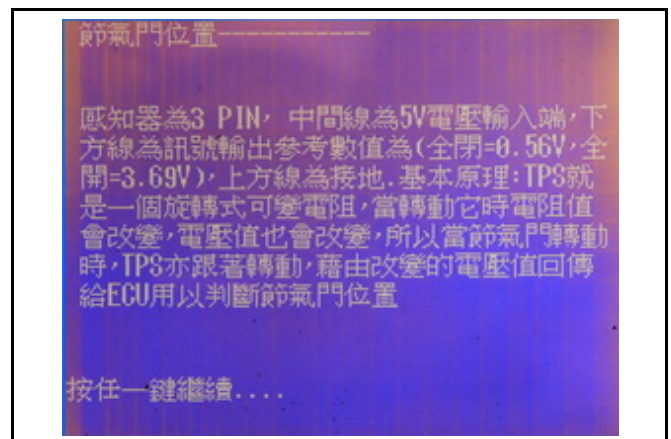 節氣門位置-----------
感知器為3 PIN, 中間線為5V電壓輸入端,下
方線為訊號輸出參考數值為(全閉=0.56V,全
開=3.69V),上方線為接地.基本原理:TPS就
是一個旋轉式可變電阻,當轉動它時電阻值
會改變,電壓值也會改變,所以當節氣門轉動
時,TPS亦跟著轉動,藉由改變的電壓值回傳
給ECU用以判斷節氣門位置
按任一鍵繼續....